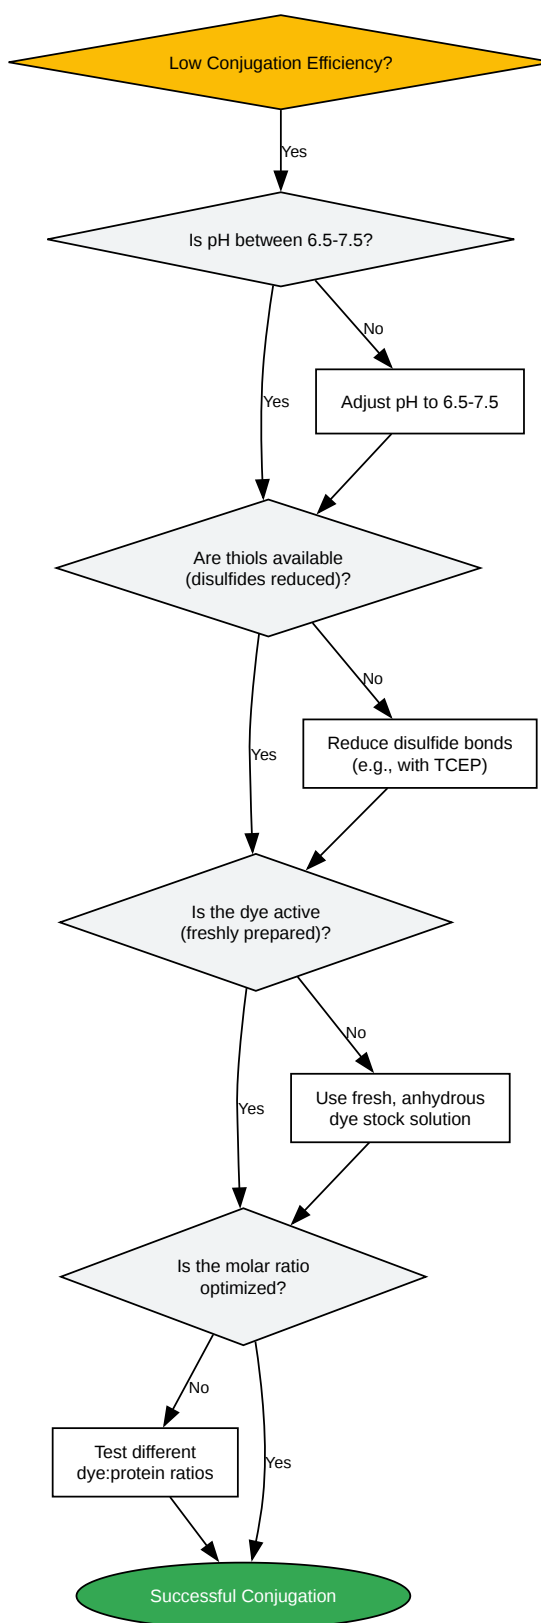 Low Conjugation Efficiency?
Yes
Is pH between 6.5-7.5?
No
Yes
Adjust pH to 6.5-7.5
Are thiols available
(disulfides reduced)?
No
Yes
Reduce disulfide bonds
(e.g., with TCEP)
Is the dye active
(freshly prepared)?
No
Yes
Use fresh, anhydrous
dye stock solution
Is the molar ratio
optimized?
No
Yes
Test different
dye:protein ratios
Successful Conjugation